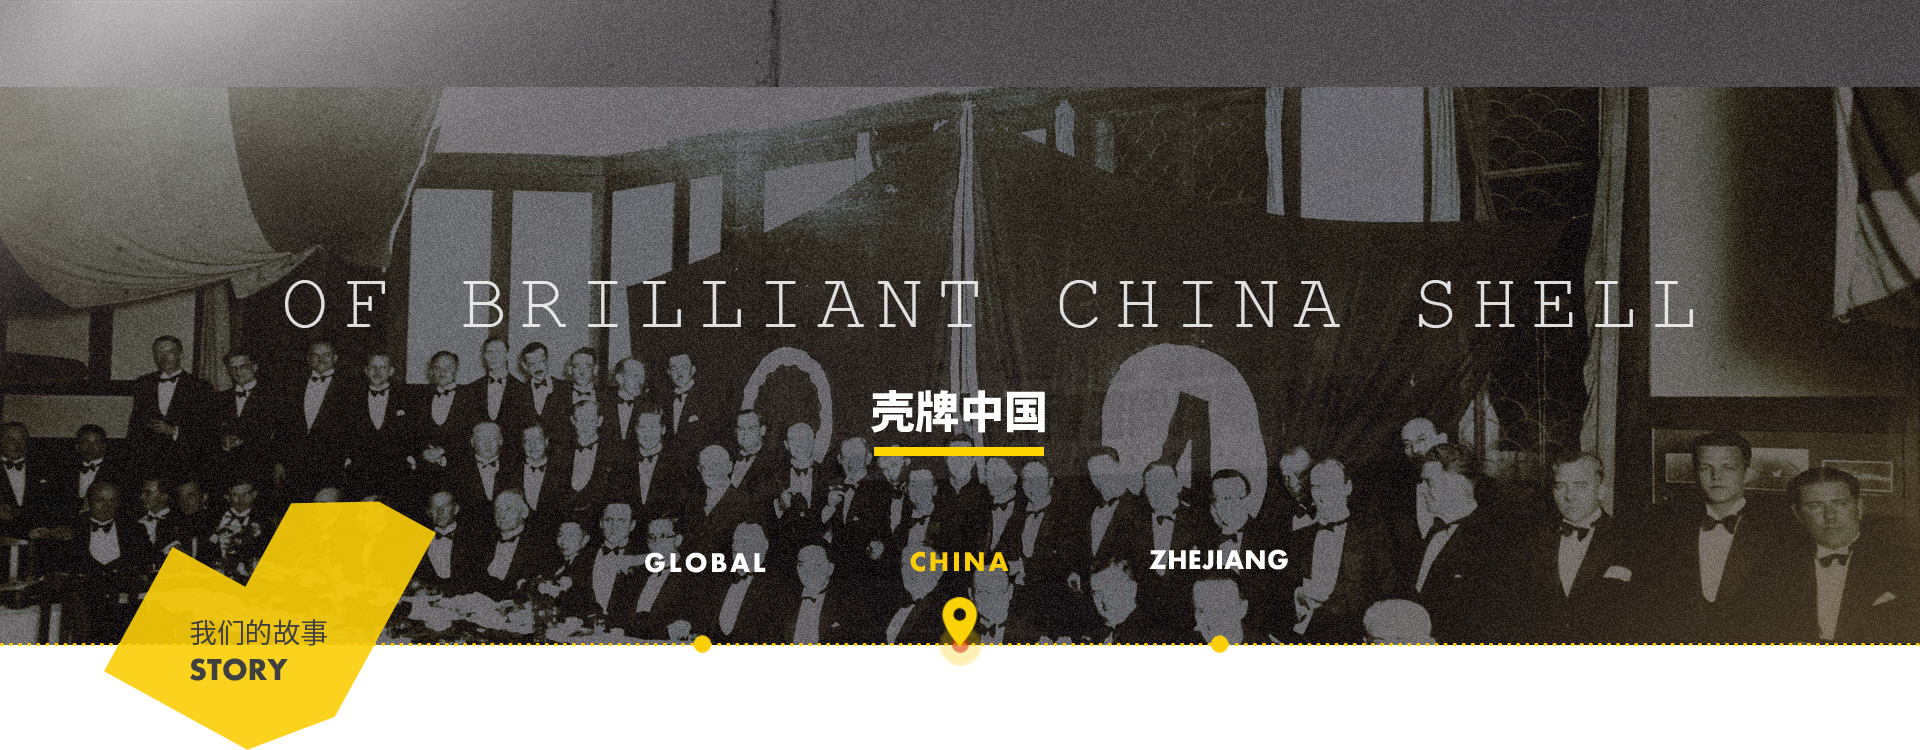 OF BRILLIANT CHINA SHELL
壳牌中国
GLOBAL
CHINA
ZHEJIANG
我们的故事
STORY